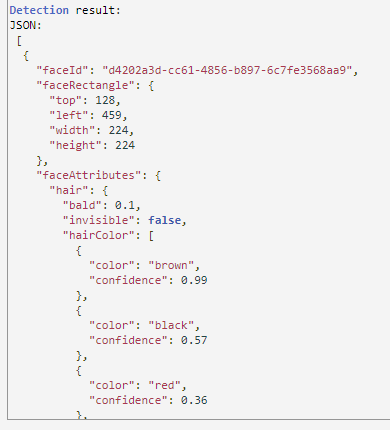 Detection result:
JSON:
[
{
"faceId": "d4202a3d-cc61-4856-b897-6c7fe3568aa9",
"faceRectangle": {
"top": 128,
"left": 459,
"width": 224,
"height": 224
},
"faceAttributes": {
"hair": {
"bald": 0.1,
"invisible": false,
"hairColor": [
{
"color": "brown",
"confidence": 0.99
},
{
"color": "black",
"confidence": 0.57
},
{
"color": "red",
"confidence": 0.36
},